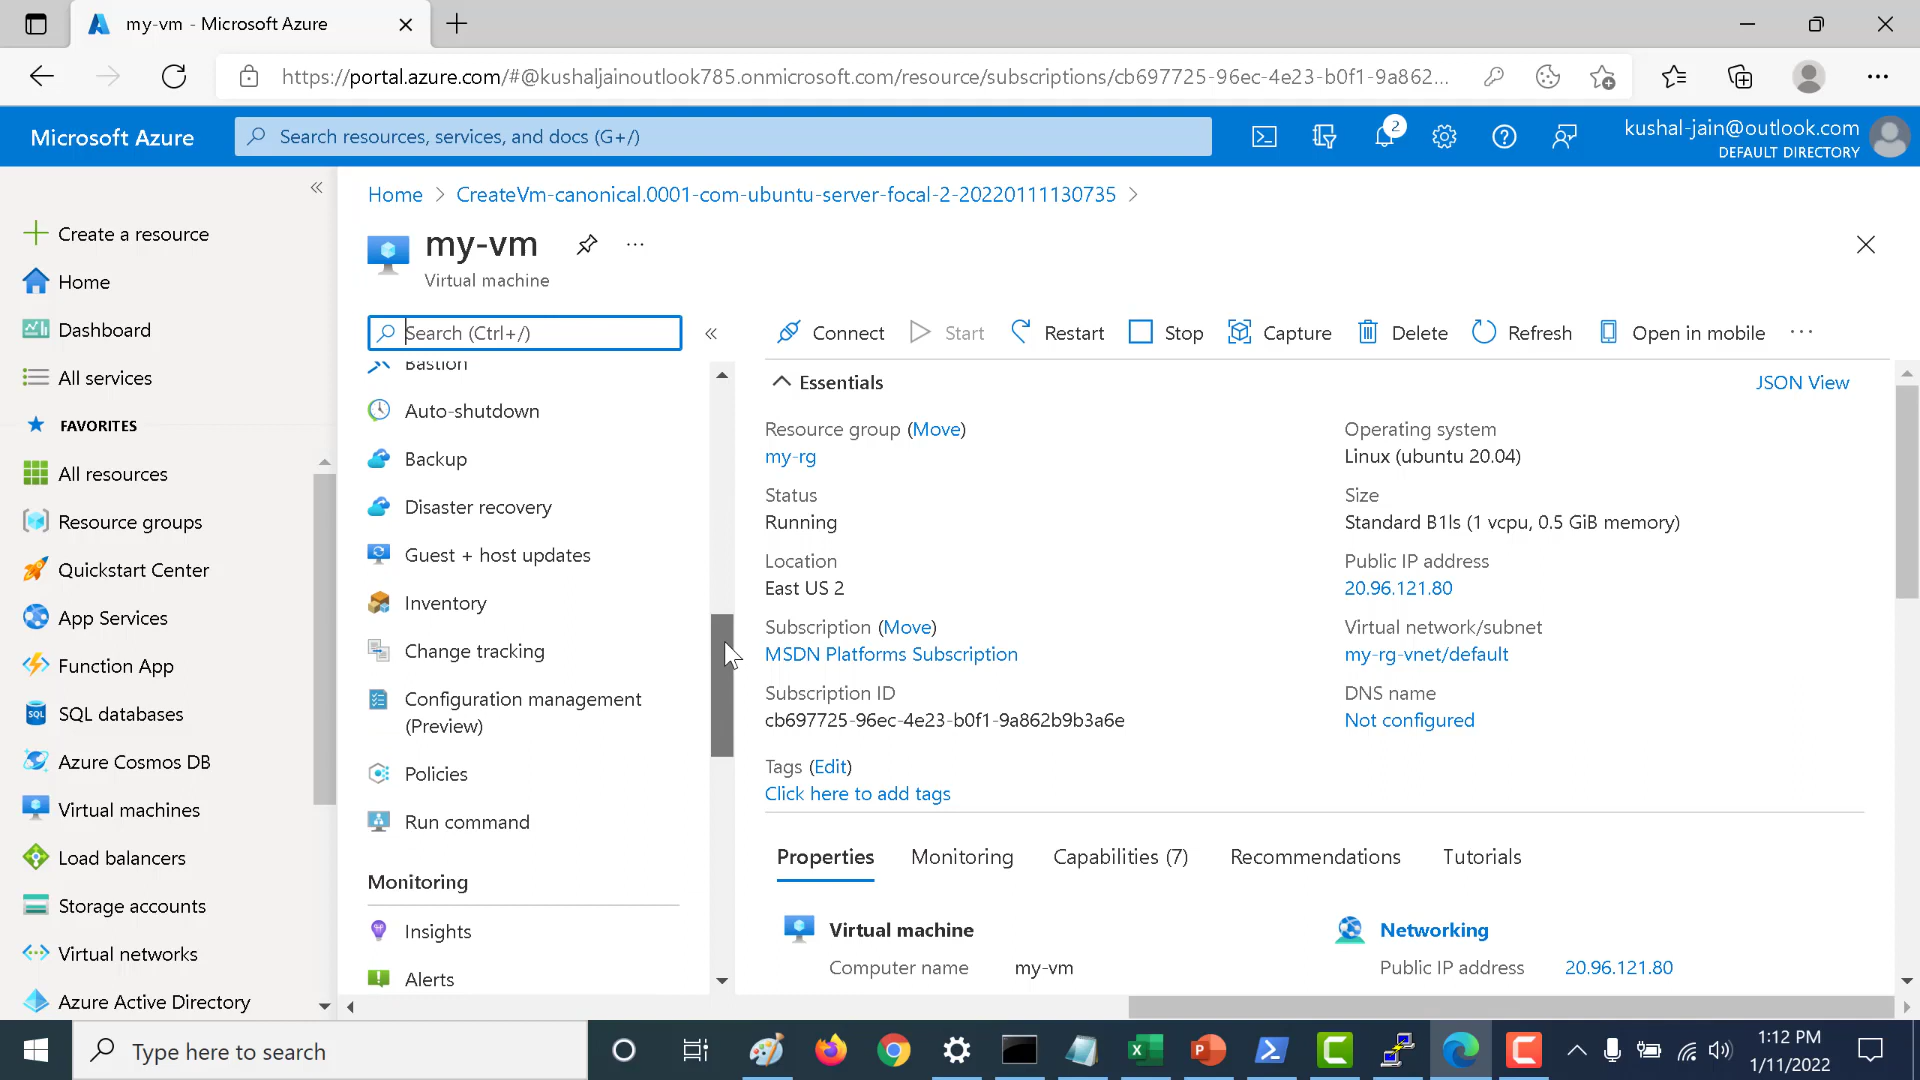 my-vm - Microsoft Azure
https://portal.azure.com/#@kushaljainoutlook785.onmicrosoft.com/resource/subscriptions/cb697725-96ec-4e23-b0f1-9a862...
Microsoft Azure
Search resources, services, and docs (G+/)
2
kushal-jain@outlook.com
DEFAULT DIRECTORY
Create a resource
Home
Dashboard
All services
FAVORITES
All resources
Resource groups
Quickstart Center
App Services
Function App
SQL databases
Azure Cosmos DB
Virtual machines
Load balancers
Storage accounts
Virtual networks
Azure Active Directory
Home > CreateVm-canonical.0001-com-ubuntu-server-focal-2-20220111130735 >
my-vm
Virtual machine
Search (Ctrl+/)
Bastion
Auto-shutdown
Backup
Disaster recovery
Guest + host updates
Inventory
Change tracking
Configuration management
(Preview)
Policies
Run command
Monitoring
Insights
Alerts
Connect Start Restart Stop Capture Delete Refresh Open in mobile
Essentials
JSON View
Resource group (Move)
my-rg
Status
Running
Location
East US 2
Subscription (Move)
MSDN Platforms Subscription
Subscription ID
cb697725-96ec-4e23-b0f1-9a862b9b3a6e
Operating system
Linux (ubuntu 20.04)
Size
Standard B1ls (1 vcpu, 0.5 GiB memory)
Public IP address
20.96.121.80
Virtual network/subnet
my-rg-vnet/default
DNS name
Not configured
Tags (Edit)
Click here to add tags
Properties Monitoring Capabilities (7) Recommendations Tutorials
Virtual machine
Computer name my-vm
Networking
Public IP address 20.96.121.80
Type here to search
1:12 PM
1/11/2022